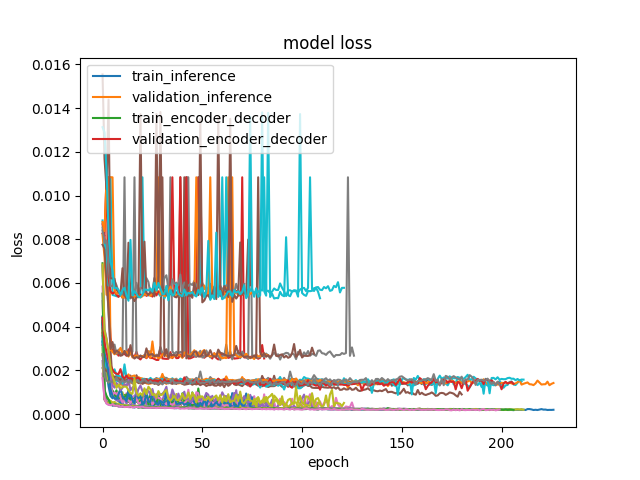 model loss
train_inference
validation_inference
train_encoder_decoder
validation_encoder_decoder
loss
0.016
0.014
0.012
0.010
0.008
0.006
0.004
0.002
0.000
0
50
100
150
200
epoch